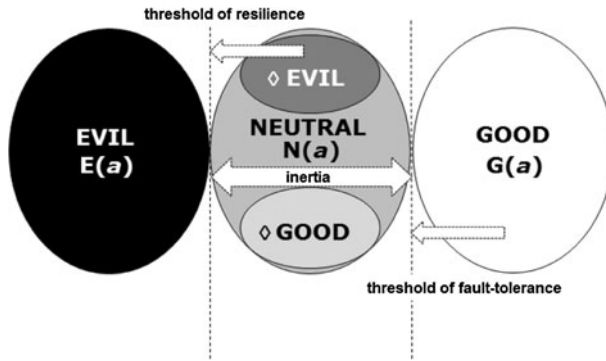 threshold of resilience
◊ EVIL
EVIL
E(a)
NEUTRAL
N(a)
GOOD
G(a)
inertia
◊ GOOD
threshold of fault-tolerance